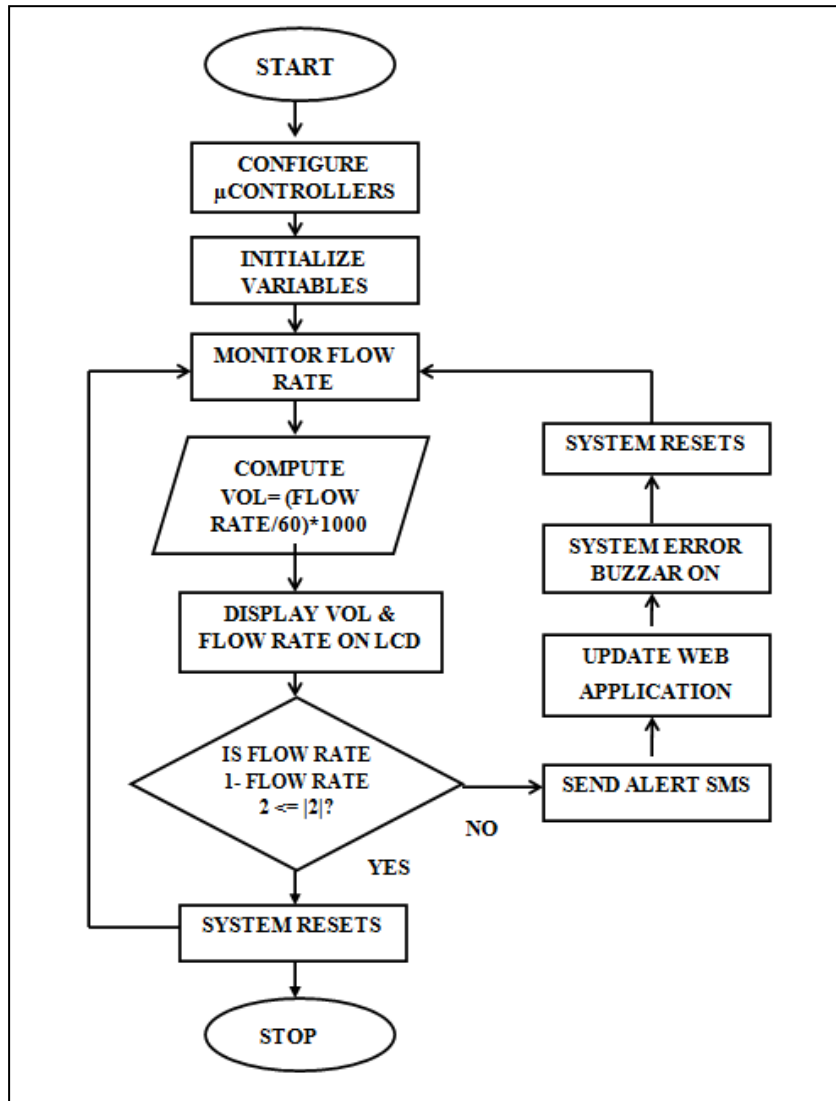 START
CONFIGURE
µCONTROLLERS
INITIALIZE
VARIABLES
MONITOR FLOW
RATE
COMPUTE
VOL= (FLOW
RATE/60)*1000
DISPLAY VOL &
FLOW RATE ON LCD
IS FLOW RATE
1- FLOW RATE
2 <= |2|?
NO
YES
SYSTEM RESETS
STOP
SEND ALERT SMS
UPDATE WEB
APPLICATION
SYSTEM ERROR
BUZZAR ON
SYSTEM RESETS